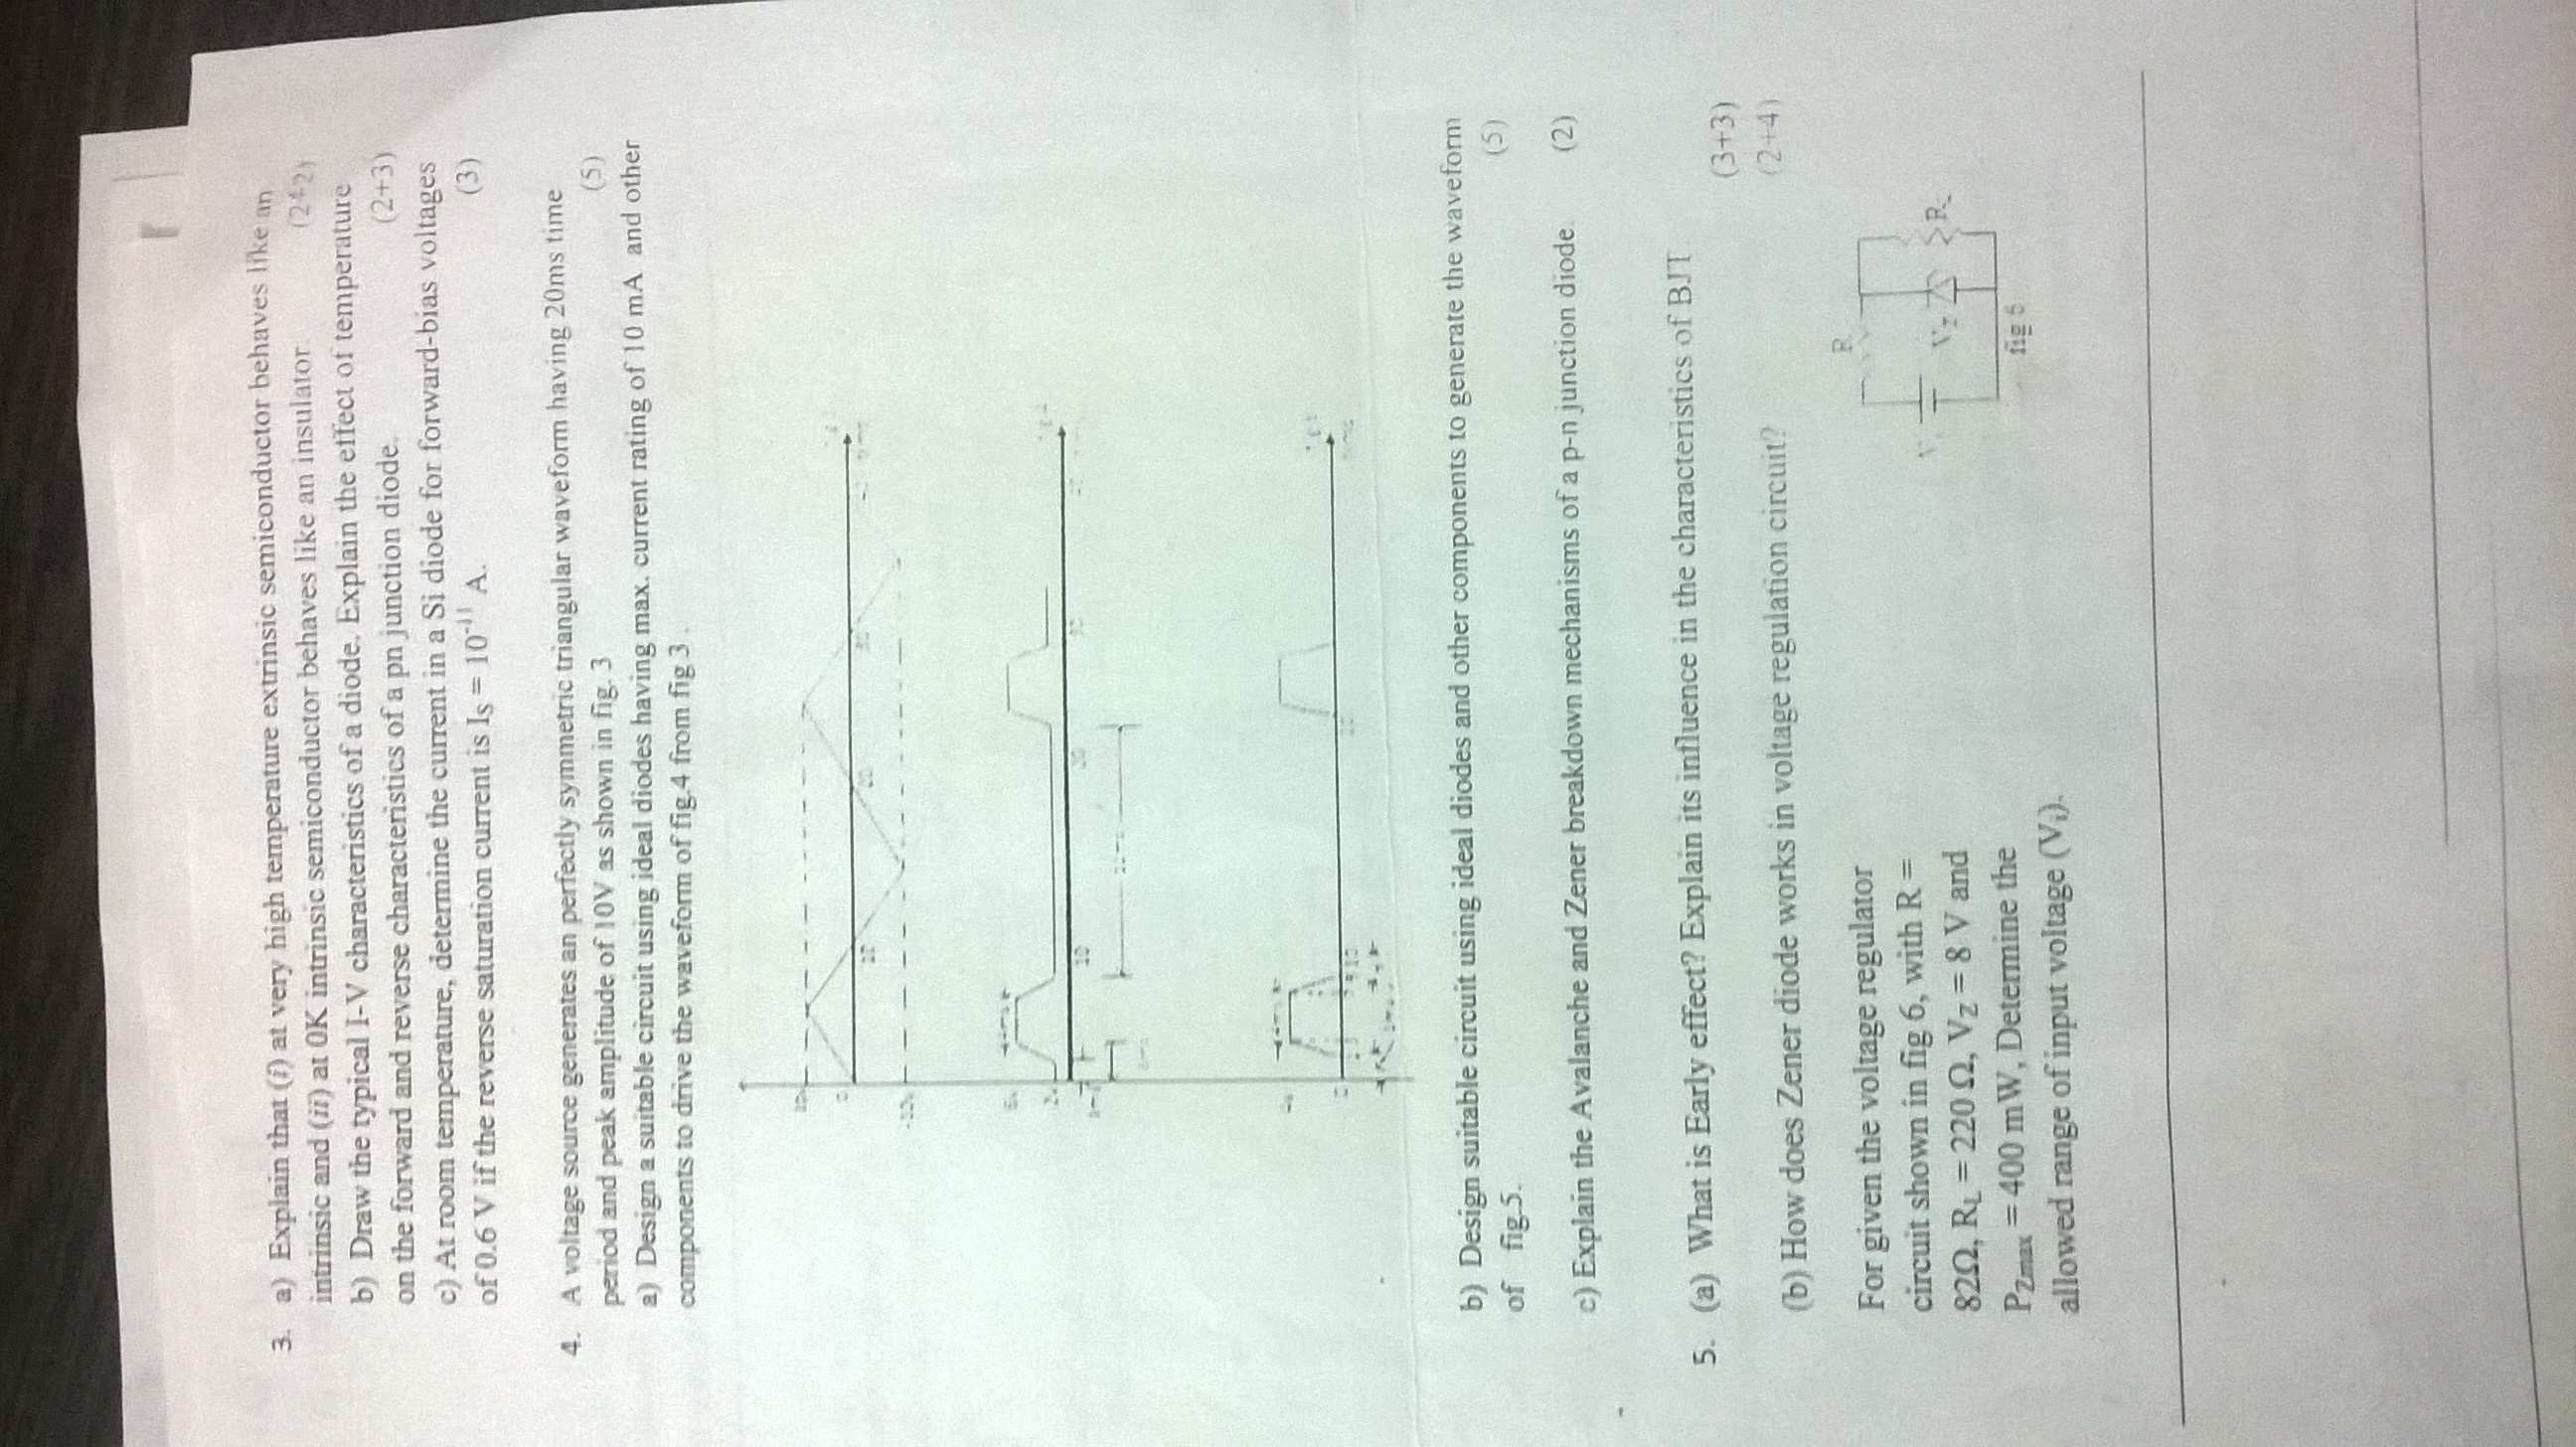 3. a) Explain that (i) at very high temperature extrinsic semiconductor behaves like an
intrinsic and (ii) at 0K intrinsic semiconductor behaves like an insulator. (2+2)
b) Draw the typical I-V characteristics of a diode. Explain the effect of temperature
on the forward and reverse characteristics of a pn junction diode. (2+3)
c) At room temperature, determine the current in a Si diode for forward-bias voltages
of 0.6 V if the reverse saturation current is I_S = 10^-11 A. (3)
4. A voltage source generates an perfectly symmetric triangular waveform having 20ms time
period and peak amplitude of 10V as shown in fig. 3 (5)
a) Design a suitable circuit using ideal diodes having max. current rating of 10 mA and other
components to drive the waveform of fig.4 from fig 3.
0
10
0
10
b) Design suitable circuit using ideal diodes and other components to generate the waveform
of fig.5. (5)
c) Explain the Avalanche and Zener breakdown mechanisms of a p-n junction diode. (2)
5. (a) What is Early effect? Explain its influence in the characteristics of BJT. (3+3)
(b) How does Zener diode works in voltage regulation circuit? (2+4)
For given the voltage regulator
circuit shown in fig 6, with R =
82Ω, R_L = 220 Ω, V_Z = 8 V and
P_Zmax = 400 mW, Determine the
allowed range of input voltage (V_i).
R
V_Z
R_L
fig 6